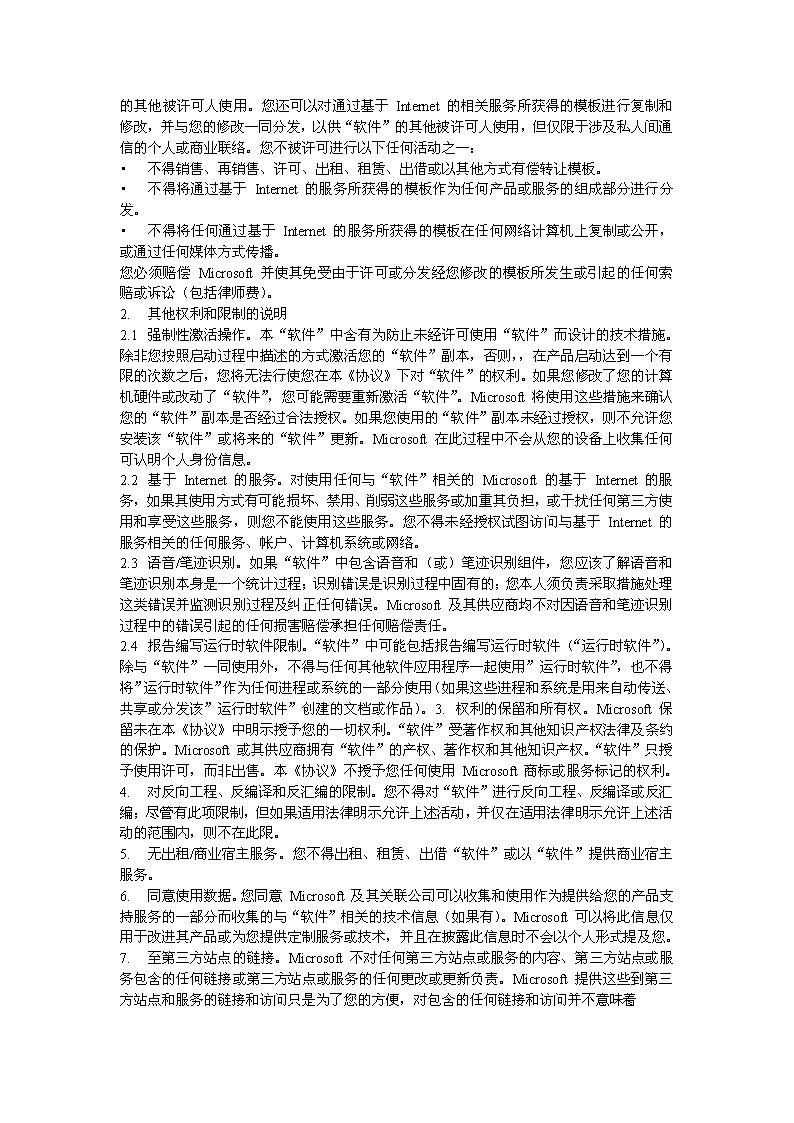 的其他被许可人使用。您还可以对通过基于 Internet 的相关服务所获得的模板进行复制和
修改，并与您的修改一同分发，以供“软件”的其他被许可人使用，但仅限于涉及私人间通
信的个人或商业联络。您不被许可进行以下任何活动之一：
• 不得销售、再销售、许可、出租、租赁、出借或以其他方式有偿转让模板。
• 不得将通过基于 Internet 的服务所获得的模板作为任何产品或服务的组成部分进行分
发。
• 不得将任何通过基于 Internet 的服务所获得的模板在任何网络计算机上复制或公开，
或通过任何媒体方式传播。
您必须赔偿 Microsoft 并使其免受由于许可或分发经您修改的模板所发生或引起的任何索
赔或诉讼（包括律师费）。
2. 其他权利和限制的说明
2.1 强制性激活操作。本“软件”中含有为防止未经许可使用“软件”而设计的技术措施。
除非您按照启动过程中描述的方式激活您的“软件”副本，否则，，在产品启动达到一个有
限的次数之后，您将无法行使您在本《协议》下对“软件”的权利。如果您修改了您的计算
机硬件或改动了“软件”，您可能需要重新激活“软件”。Microsoft 将使用这些措施来确认
您的“软件”副本是否经过合法授权。如果您使用的“软件”副本未经过授权，则不允许您
安装该“软件”或将来的“软件”更新。Microsoft 在此过程中不会从您的设备上收集任何
可认明个人身份信息。
2.2 基于 Internet 的服务。对使用任何与“软件”相关的 Microsoft 的基于 Internet 的服
务，如果其使用方式有可能损坏、禁用、削弱这些服务或加重其负担，或干扰任何第三方使
用和享受这些服务，则您不能使用这些服务。您不得未经授权试图访问与基于 Internet 的
服务相关的任何服务、帐户、计算机系统或网络。
2.3 语音/笔迹识别。如果“软件”中包含语音和（或）笔迹识别组件，您应该了解语音和
笔迹识别本身是一个统计过程；识别错误是识别过程中固有的；您本人须负责采取措施处理
这类错误并监测识别过程及纠正任何错误。Microsoft 及其供应商均不对因语音和笔迹识别
过程中的错误引起的任何损害赔偿承担任何赔偿责任。
2.4 报告编写运行时软件限制。“软件”中可能包括报告编写运行时软件（“运行时软件”）。
除与“软件”一同使用外，不得与任何其他软件应用程序一起使用”运行时软件”，也不得
将”运行时软件”作为任何进程或系统的一部分使用（如果这些进程和系统是用来自动传送、
共享或分发该”运行时软件”创建的文档或作品）。3. 权利的保留和所有权。Microsoft 保
留未在本《协议》中明示授予您的一切权利。“软件”受著作权和其他知识产权法律及条约
的保护。Microsoft 或其供应商拥有“软件”的产权、著作权和其他知识产权。“软件”只授
予使用许可，而非出售。本《协议》不授予您任何使用 Microsoft 商标或服务标记的权利。
4. 对反向工程、反编译和反汇编的限制。您不得对“软件”进行反向工程、反编译或反汇
编；尽管有此项限制，但如果适用法律明示允许上述活动，并仅在适用法律明示允许上述活
动的范围内，则不在此限。
5. 无出租/商业宿主服务。您不得出租、租赁、出借“软件”或以“软件”提供商业宿主
服务。
6. 同意使用数据。您同意 Microsoft 及其关联公司可以收集和使用作为提供给您的产品支
持服务的一部分而收集的与“软件”相关的技术信息（如果有）。Microsoft 可以将此信息仅
用于改进其产品或为您提供定制服务或技术，并且在披露此信息时不会以个人形式提及您。
7. 至第三方站点的链接。Microsoft 不对任何第三方站点或服务的内容、第三方站点或服
务包含的任何链接或第三方站点或服务的任何更改或更新负责。Microsoft 提供这些到第三
方站点和服务的链接和访问只是为了您的方便，对包含的任何链接和访问并不意味着